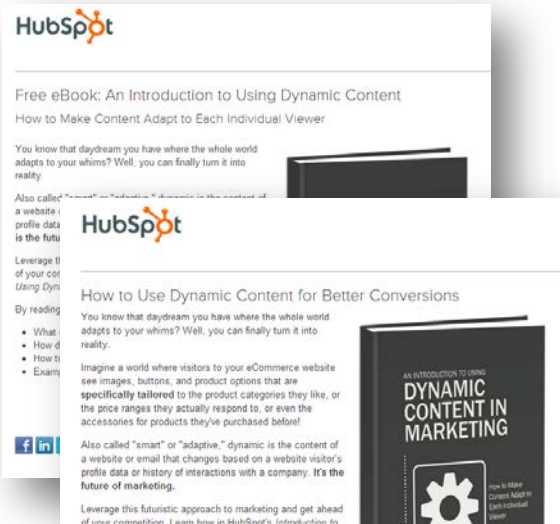 HubSpot
Free eBook: An Introduction to Using Dynamic Content
How to Make Content Adapt to Each Individual Viewer
You know that daydream you have where the whole world
adapts to your whims? Well, you can finally turn it into
reality.
Also called "smart" or "adaptive," dynamic is the content of
a website
profile data
is the
Leverage
of your
Using
By reading
What
How
How
HubSpot
How to Use Dynamic Content for Better Conversions
You know that daydream you have where the whole world
adapts to your whims? Well, you can finally turn it into
reality.
Imagine a world where visitors to your eCommerce website
see images, buttons, and product options that are
specifically tailored to the product categories they like, or
the price ranges they actually respond to, or even the
accessories for products they've purchased before!
Also called "smart" or "adaptive," dynamic is the content of
a website or email that changes based on a website visitor's
profile data or history of interactions with a company. It's the
future of marketing.
Leverage this futuristic approach to marketing and get ahead
of your competition. Learn how in HubSpot's Introduction to
AN INTRODUCTION TO USING
DYNAMIC
CONTENT IN
MARKETING
How to Make
Content Adapt to
Each Individual
Viewer